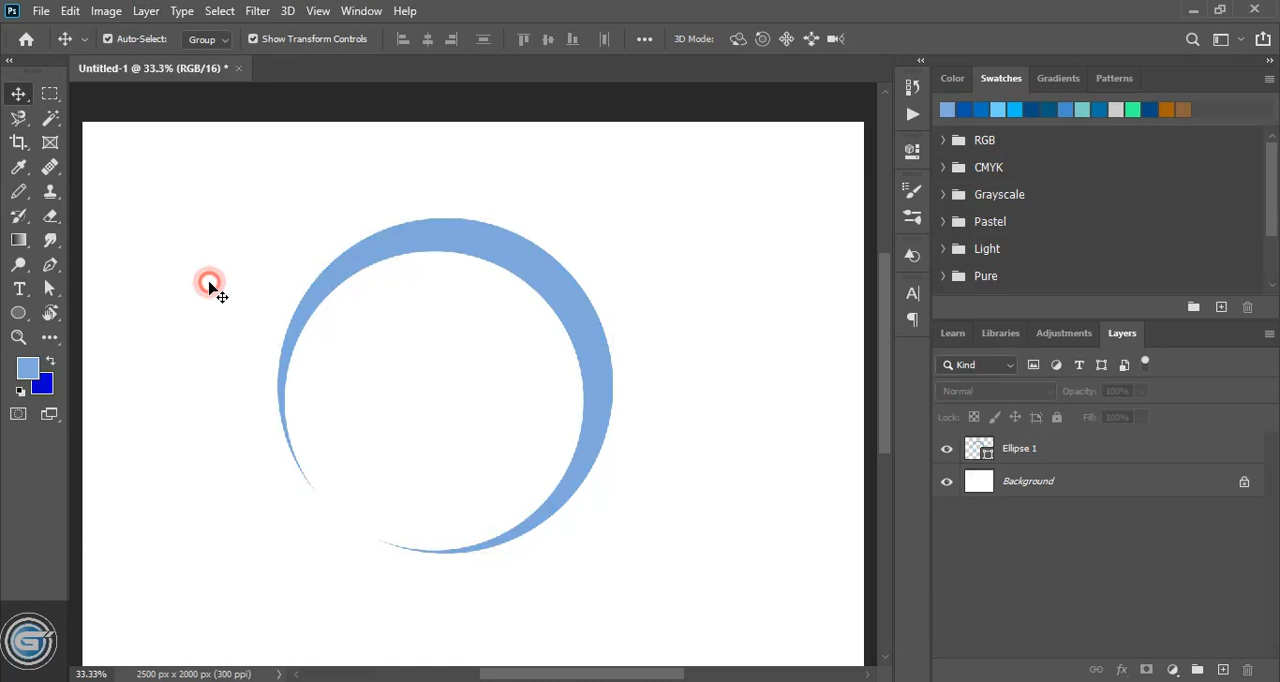 Ps File Edit Image Layer Type Select Filter 3D View Window Help
Auto-Select: Group Show Transform Controls 3D Mode:
Untitled-1 @ 33.3% (RGB/16) *
Color Swatches Gradients Patterns
RGB
CMYK
Grayscale
Pastel
Light
Pure
Learn Libraries Adjustments Layers
Kind
Normal Opacity: 100%
Lock: Fill: 100%
Ellipse 1
Background
33.33% 2500 px x 2000 px (300 ppi)